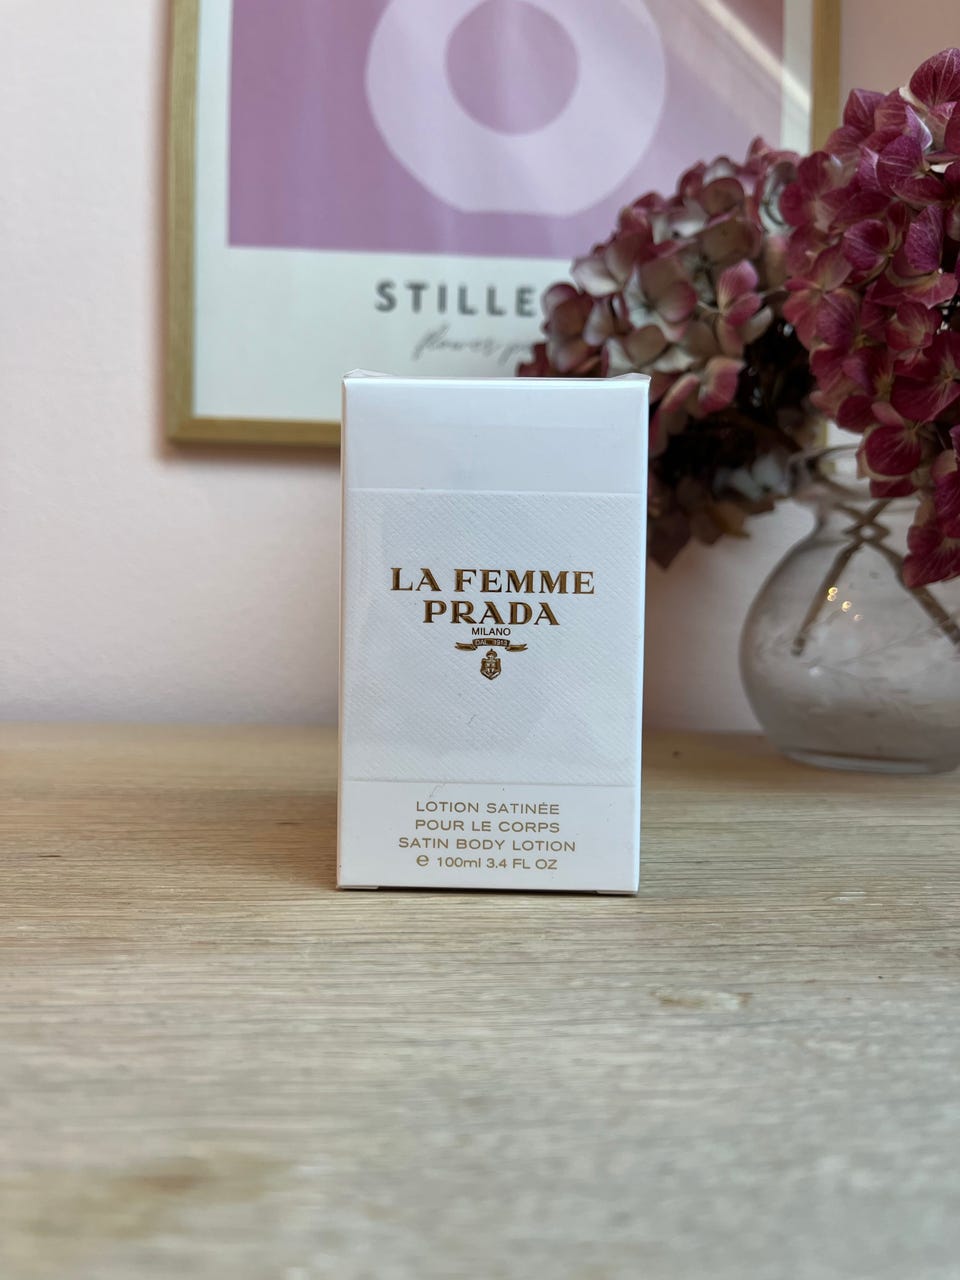 STILLE
flower
LA FEMME
PRADA
MILANO
DAL 1913
LOTION SATINÉE
POUR LE CORPS
SATIN BODY LOTION
e 100ml 3.4 FL OZ